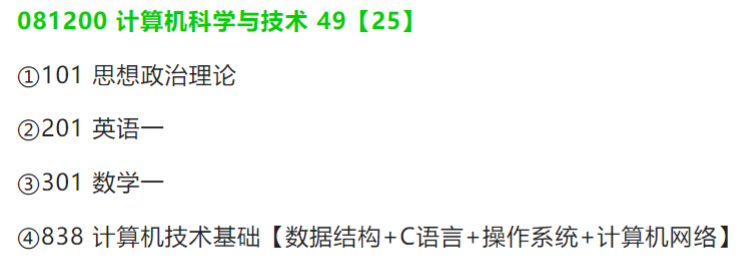 081200 计算机科学与技术 49【25】
①101 思想政治理论
②201 英语一
③301 数学一
④838 计算机技术基础【数据结构+C语言+操作系统+计算机网络】